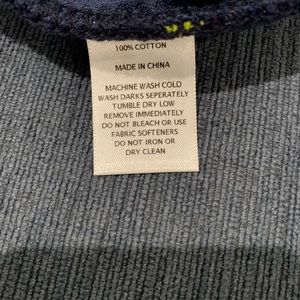 100% COTTON
MADE IN CHINA
MACHINE WASH COLD
WASH DARKS SEPERATELY
TUMBLE DRY LOW
REMOVE IMMEDIATELY
DO NOT BLEACH OR USE
FABRIC SOFTENERS
DO NOT IRON OR
DRY CLEAN